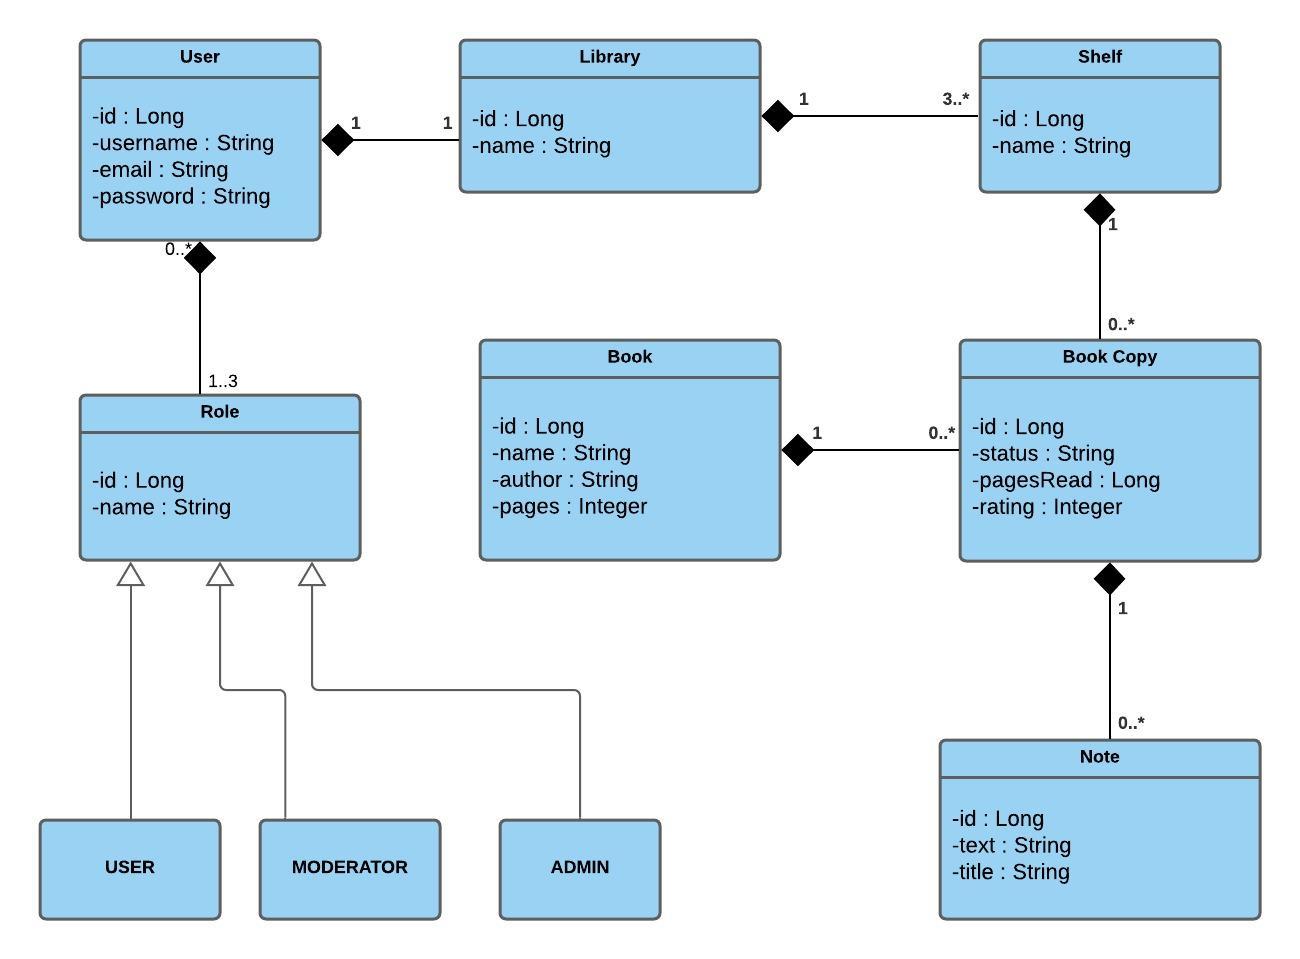 User
-id : Long
-username : String
-email : String
-password : String
1
1
Library
-id : Long
-name : String
1
3..*
Shelf
-id : Long
-name : String
0..*
1..3
1
0..*
Role
-id : Long
-name : String
Book
-id : Long
-name : String
-author : String
-pages : Integer
1
0..*
Book Copy
-id : Long
-status : String
-pagesRead : Long
-rating : Integer
1
0..*
USER
MODERATOR
ADMIN
Note
-id : Long
-text : String
-title : String